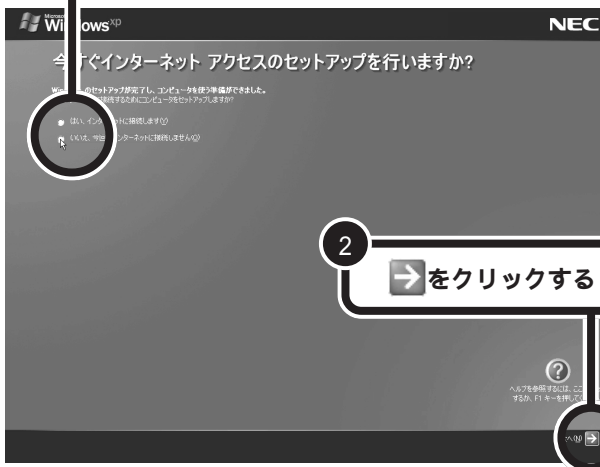 Microsoft
Windows xp
NEC
今すぐインターネット アクセスのセットアップを行いますか?
のセットアップが完了し、コンピュータを使う準備ができました。
接続するためにコンピュータをセットアップしますか?
はい、インターネットに接続します(Y)
いいえ、今回はインターネットに接続しません(O)
2
をクリックする
?
ヘルプを参照するには、ここ
するか、F1 キーを押して
次へ(N)